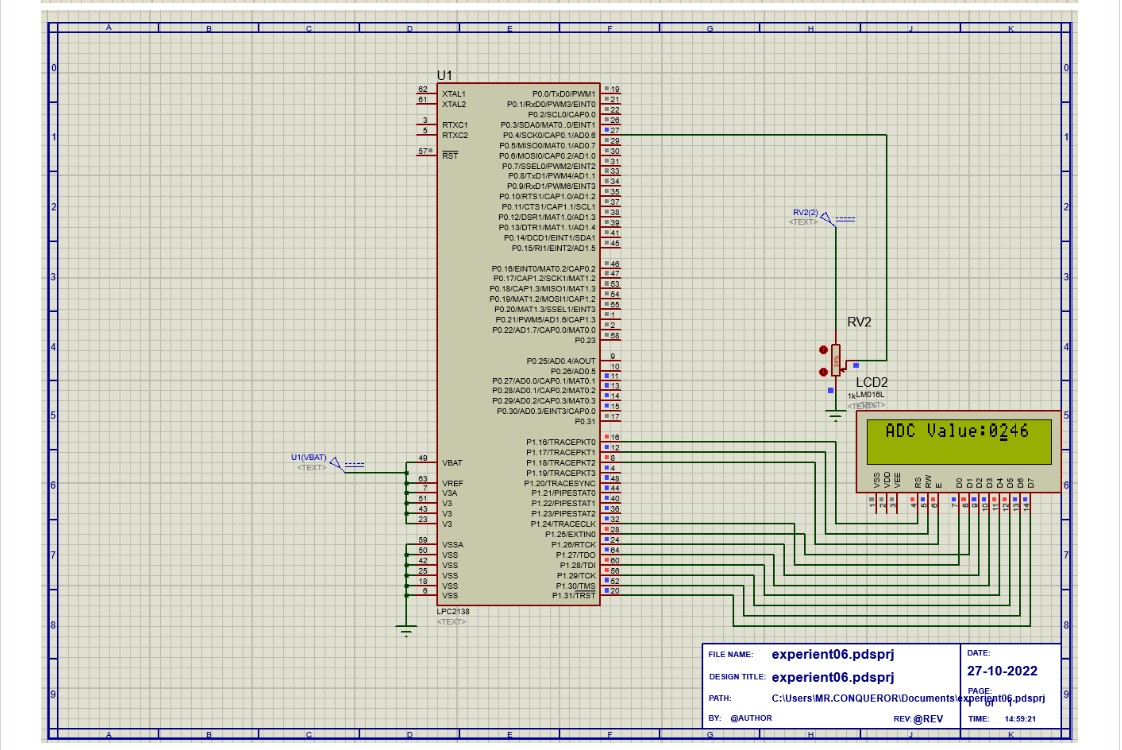 A B C D E F G H J K
0 0
1 1
2 2
3 3
4 4
5 5
6 6
7 7
8 8
9 9
U1
62 XTAL1
61 XTAL2
3 RTXC1
5 RTXC2
57 RST
P0.0/TxD0/PWM1 19
P0.1/RxD0/PWM3/EINT0 21
P0.2/SCL0/CAP0.0 22
P0.3/SDA0/MAT0..0/EINT1 26
P0.4/SCK0/CAP0.1/AD0.6 27
P0.5/MISO0/MAT0.1/AD0.7 29
P0.6/MOSI0/CAP0.2/AD1.0 30
P0.7/SSEL0/PWM2/EINT2 31
P0.8/TxD1/PWM4/AD1.1 33
P0.9/RxD1/PWM6/EINT3 34
P0.10/RTS1/CAP1.0/AD1.2 35
P0.11/CTS1/CAP1.1/SCL1 37
P0.12/DSR1/MAT1.0/AD1.3 38
P0.13/DTR1/MAT1.1/AD1.4 39
P0.14/DCD1/EINT1/SDA1 41
P0.15/RI1/EINT2/AD1.5 45
P0.16/EINT0/MAT0.2/CAP0.2 46
P0.17/CAP1.2/SCK1/MAT1.2 47
P0.18/CAP1.3/MISO1/MAT1.3 53
P0.19/MAT1.2/MOSI1/CAP1.2 54
P0.20/MAT1.3/SSEL1/EINT3 55
P0.21/PWM5/AD1.6/CAP1.3 1
P0.22/AD1.7/CAP0.0/MAT0.0 2
P0.23 58
P0.25/AD0.4/AOUT 9
P0.26/AD0.5 10
P0.27/AD0.0/CAP0.1/MAT0.1 11
P0.28/AD0.1/CAP0.2/MAT0.2 13
P0.29/AD0.2/CAP0.3/MAT0.3 14
P0.30/AD0.3/EINT3/CAP0.0 15
P0.31 17
P1.16/TRACEPKT0 16
P1.17/TRACEPKT1 12
P1.18/TRACEPKT2 8
P1.19/TRACEPKT3 4
P1.20/TRACESYNC 48
P1.21/PIPESTAT0 44
P1.22/PIPESTAT1 40
P1.23/PIPESTAT2 36
P1.24/TRACECLK 32
P1.25/EXTIN0 28
P1.26/RTCK 24
P1.27/TDO 64
P1.28/TDI 60
P1.29/TCK 56
P1.30/TMS 52
P1.31/TRST 20
U1(VBAT)
<TEXT>
49 VBAT
63 VREF
7 V3A
51 V3
43 V3
23 V3
59 VSSA
50 VSS
42 VSS
25 VSS
18 VSS
6 VSS
LPC2138
<TEXT>
RV2(2)
<TEXT>
RV2
1k
LCD2
LM016L
<TEXT>
ADC Value:0246
VSS VDD VEE RS RW E D0 D1 D2 D3 D4 D5 D6 D7
1 2 3 4 5 6 7 8 9 10 11 12 13 14
FILE NAME: experient06.pdsprj
DESIGN TITLE: experient06.pdsprj
PATH: C:\Users\MR.CONQUEROR\Documents\experient06.pdsprj
BY: @AUTHOR REV: @REV
DATE:
27-10-2022
PAGE:
TIME: 14:59:21
A B C D E F G H J K